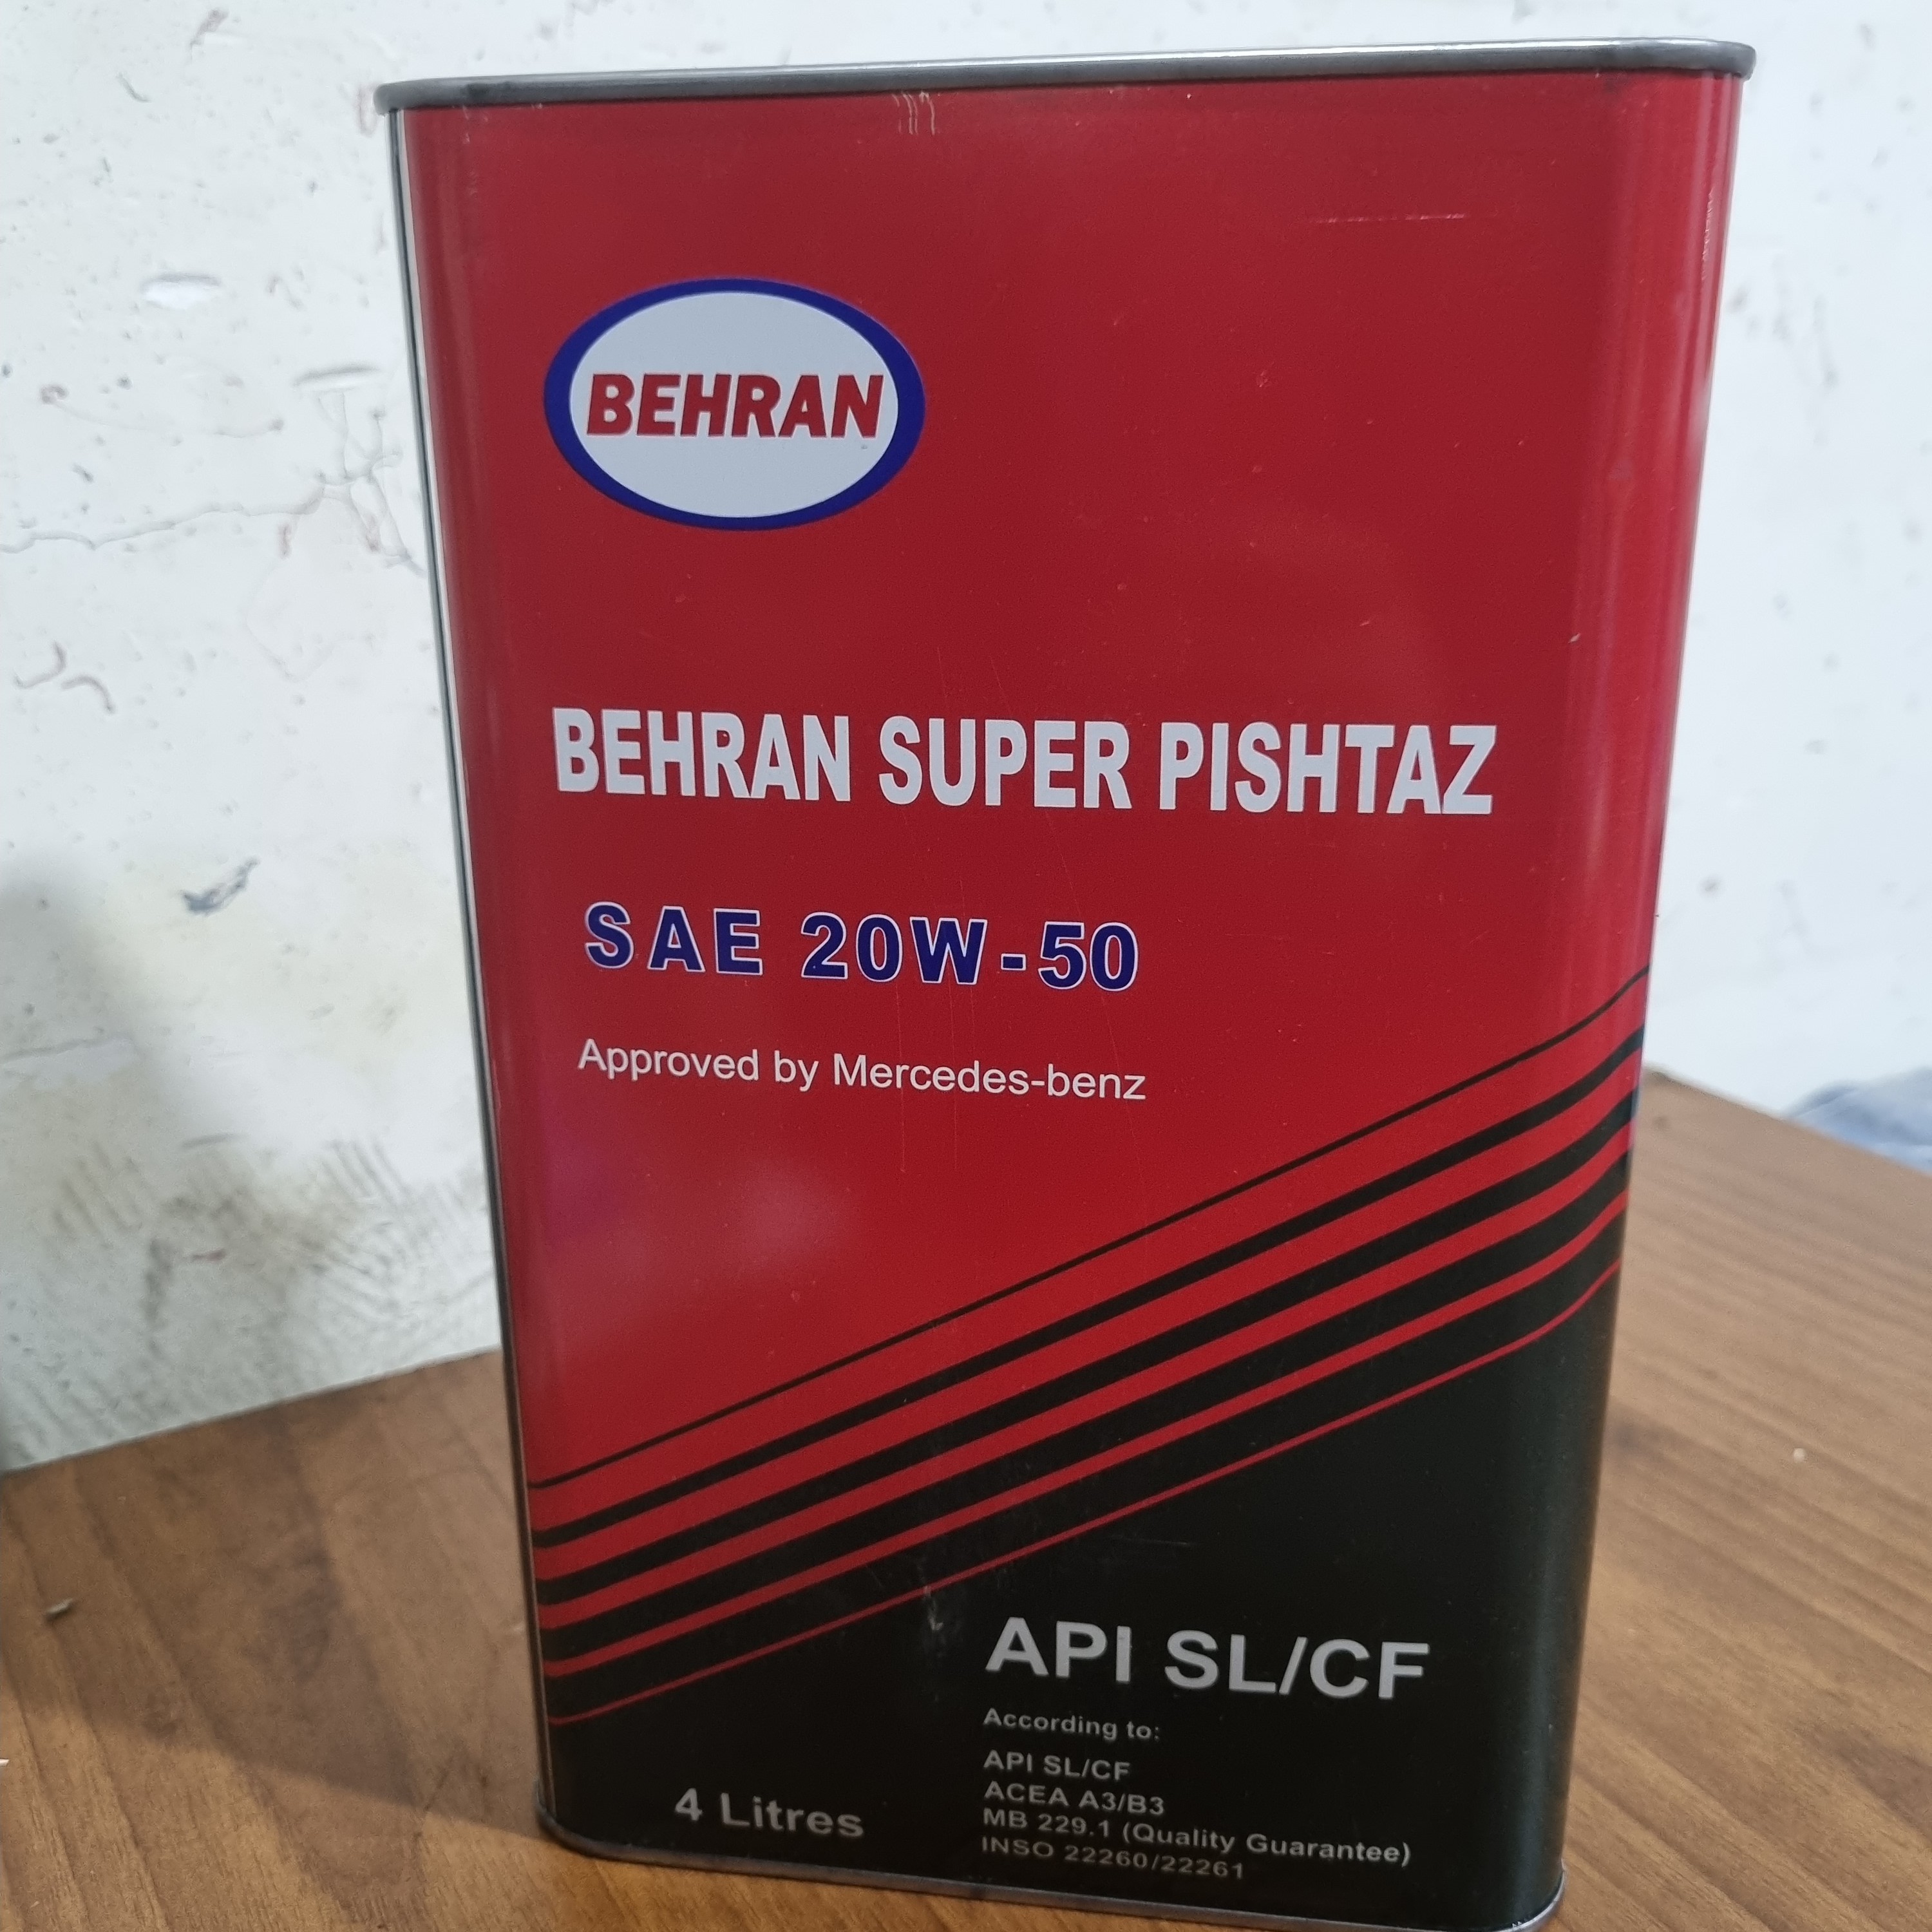 BEHRAN
BEHRAN SUPER PISHTAZ
SAE 20W-50
Approved by Mercedes-benz
API SL/CF
According to:
API SL/CF
ACEA A3/B3
MB 229.1 (Quality Guarantee)
INSO 22260/22261
4 Litres